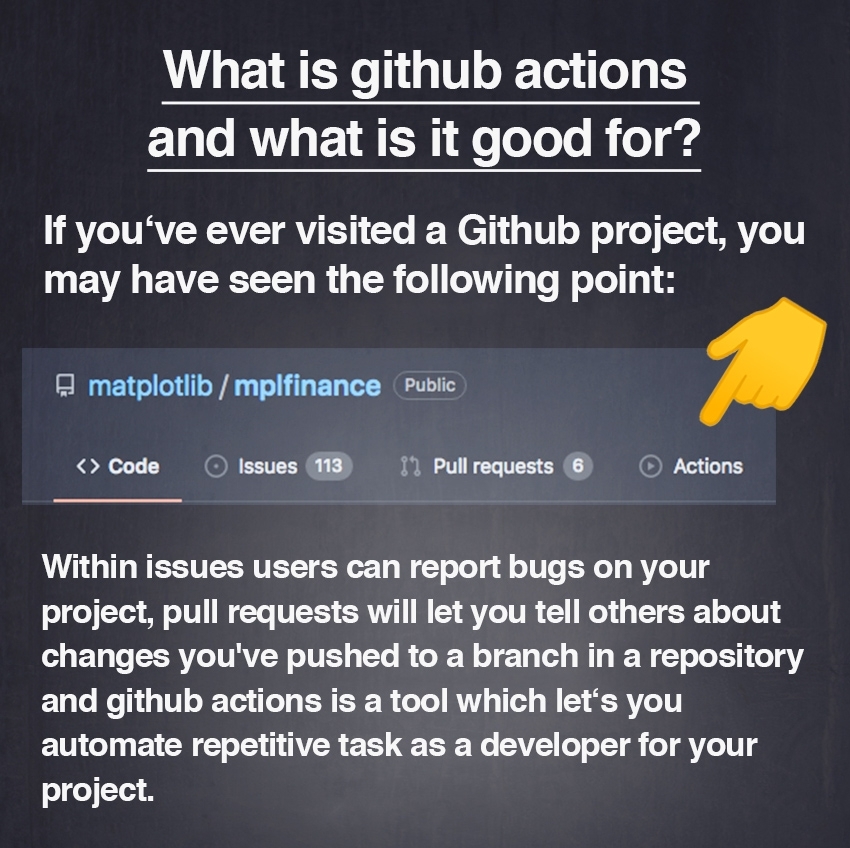 What is github actions
and what is it good for?
If you‘ve ever visited a Github project, you
may have seen the following point:
matplotlib / mplfinance Public
<> Code Issues 113 Pull requests 6 Actions
Within issues users can report bugs on your
project, pull requests will let you tell others about
changes you've pushed to a branch in a repository
and github actions is a tool which let‘s you
automate repetitive task as a developer for your
project.